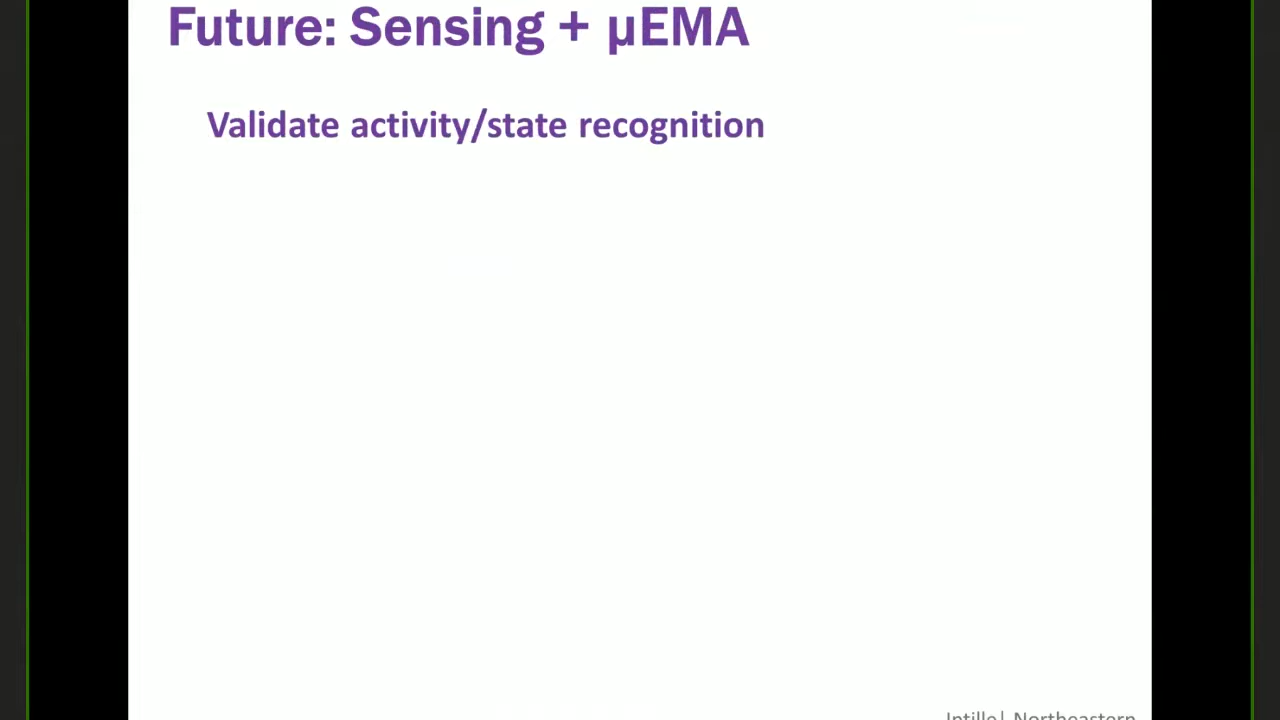 Future: Sensing + µEMA
Validate activity/state recognition
Intille| Northeastern